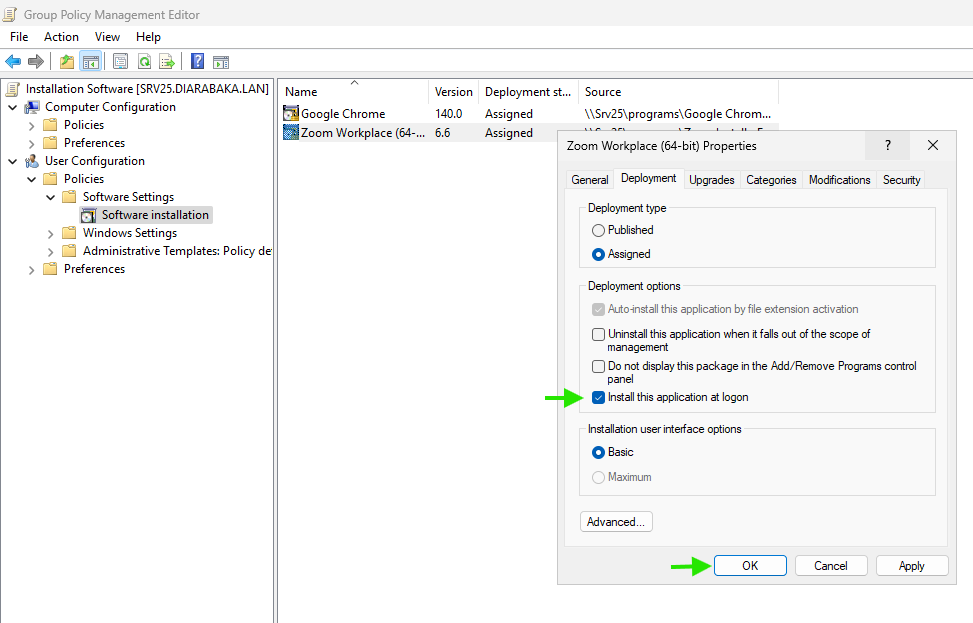 Group Policy Management Editor
File Action View Help
Installation Software [SRV25.DIARABAKA.LAN]
Computer Configuration
Policies
Preferences
User Configuration
Policies
Software Settings
Software installation
Windows Settings
Administrative Templates: Policy de
Preferences
Name Version Deployment st... Source
Google Chrome 140.0 Assigned \\Srv25\programs\Google Chrom...
Zoom Workplace (64-... 6.6 Assigned
Zoom Workplace (64-bit) Properties
? 
General Deployment Upgrades Categories Modifications Security
Deployment type
Published
Assigned
Deployment options
Auto-install this application by file extension activation
Uninstall this application when it falls out of the scope of
management
Do not display this package in the Add/Remove Programs control
panel
Install this application at logon
Installation user interface options
Basic
Maximum
Advanced...
OK Cancel Apply